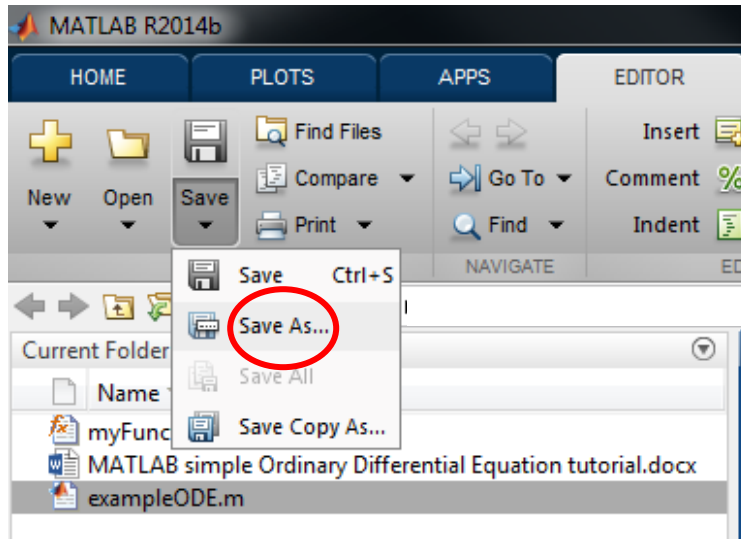 MATLAB R2014b
HOME PLOTS APPS EDITOR
New Open Save
Find Files
Compare
Print
Go To
Find
Insert
Comment
Indent
NAVIGATE
Save Ctrl+S
Save As...
Save All
Save Copy As...
Current Folder
Name
myFunc
MATLAB simple Ordinary Differential Equation tutorial.docx
exampleODE.m